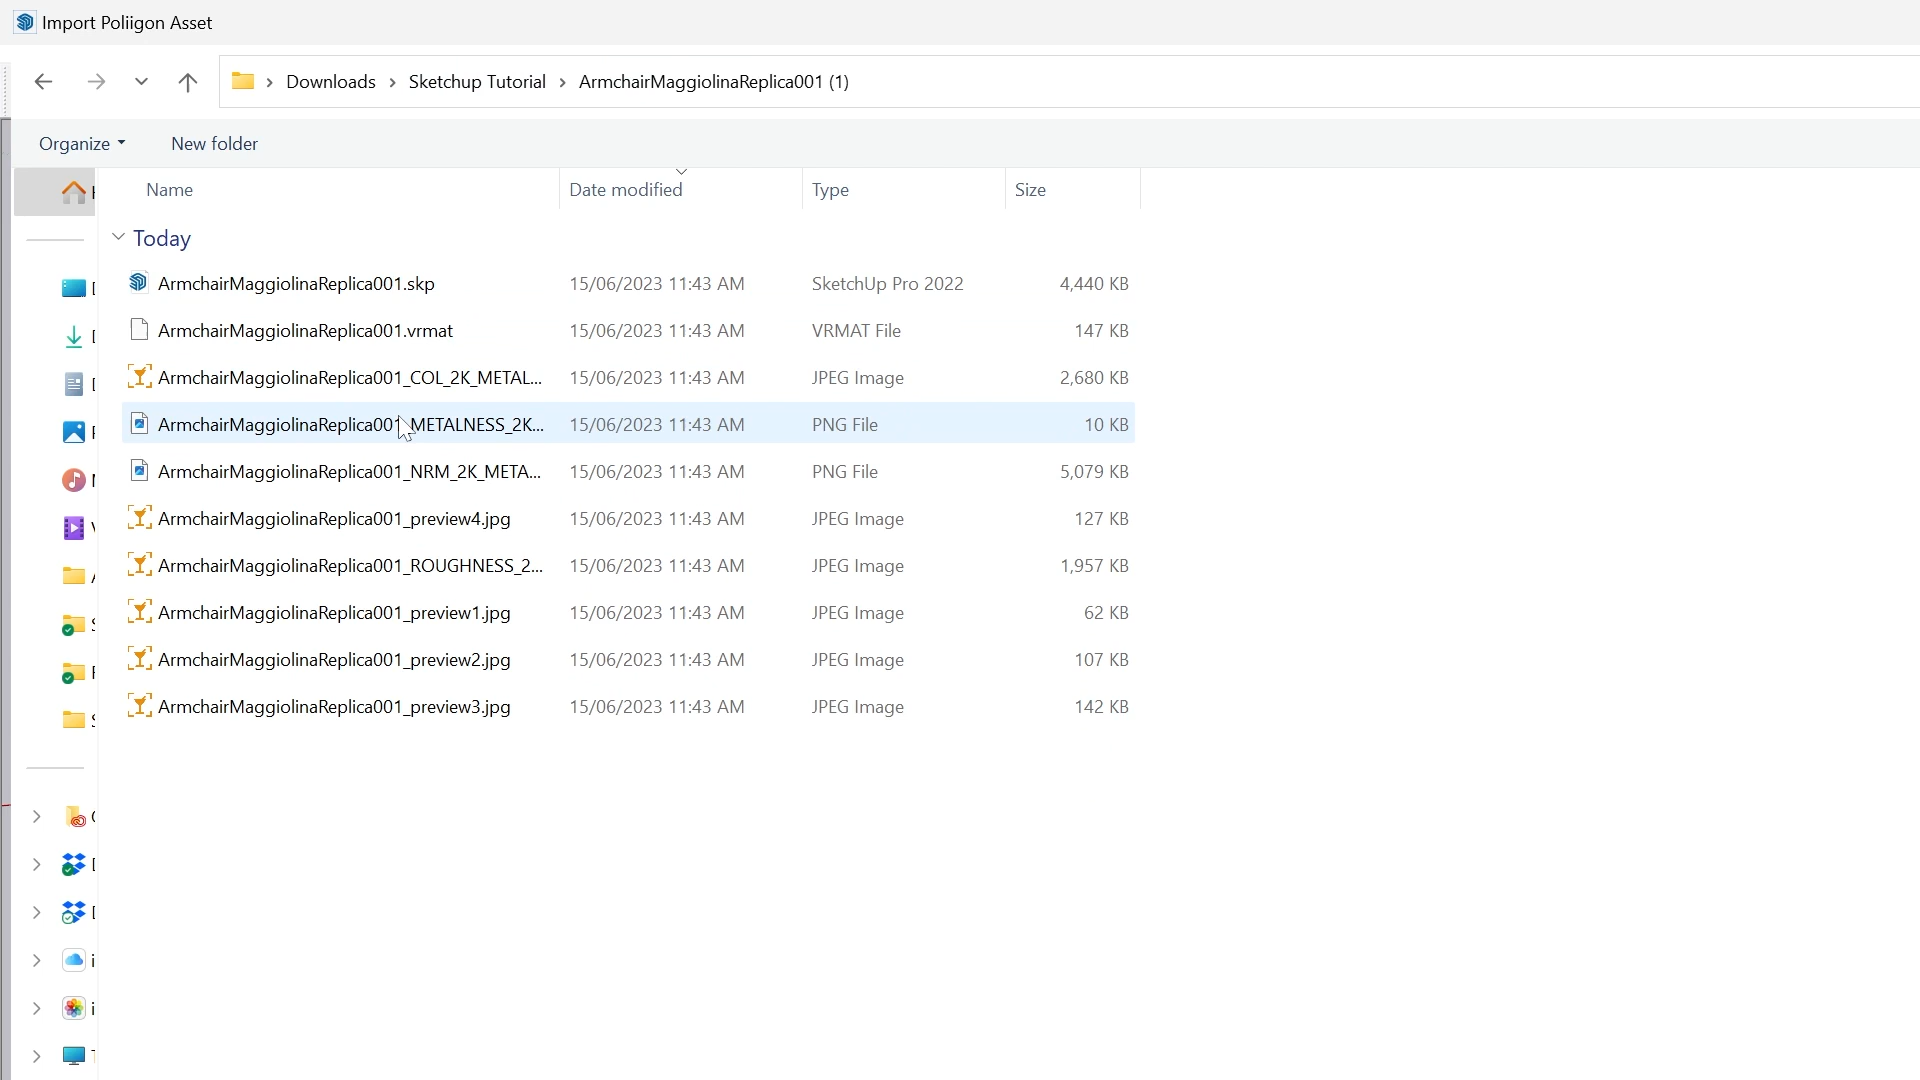 Import Poliigon Asset
Downloads > Sketchup Tutorial > ArmchairMaggiolinaReplica001 (1)
Organize New folder
Name Date modified Type Size
Today
ArmchairMaggiolinaReplica001.skp 15/06/2023 11:43 AM SketchUp Pro 2022 4,440 KB
ArmchairMaggiolinaReplica001.vrmat 15/06/2023 11:43 AM VRMAT File 147 KB
ArmchairMaggiolinaReplica001_COL_2K_METAL... 15/06/2023 11:43 AM JPEG Image 2,680 KB
ArmchairMaggiolinaReplica001_METALNESS_2K... 15/06/2023 11:43 AM PNG File 10 KB
ArmchairMaggiolinaReplica001_NRM_2K_META... 15/06/2023 11:43 AM PNG File 5,079 KB
ArmchairMaggiolinaReplica001_preview4.jpg 15/06/2023 11:43 AM JPEG Image 127 KB
ArmchairMaggiolinaReplica001_ROUGHNESS_2... 15/06/2023 11:43 AM JPEG Image 1,957 KB
ArmchairMaggiolinaReplica001_preview1.jpg 15/06/2023 11:43 AM JPEG Image 62 KB
ArmchairMaggiolinaReplica001_preview2.jpg 15/06/2023 11:43 AM JPEG Image 107 KB
ArmchairMaggiolinaReplica001_preview3.jpg 15/06/2023 11:43 AM JPEG Image 142 KB